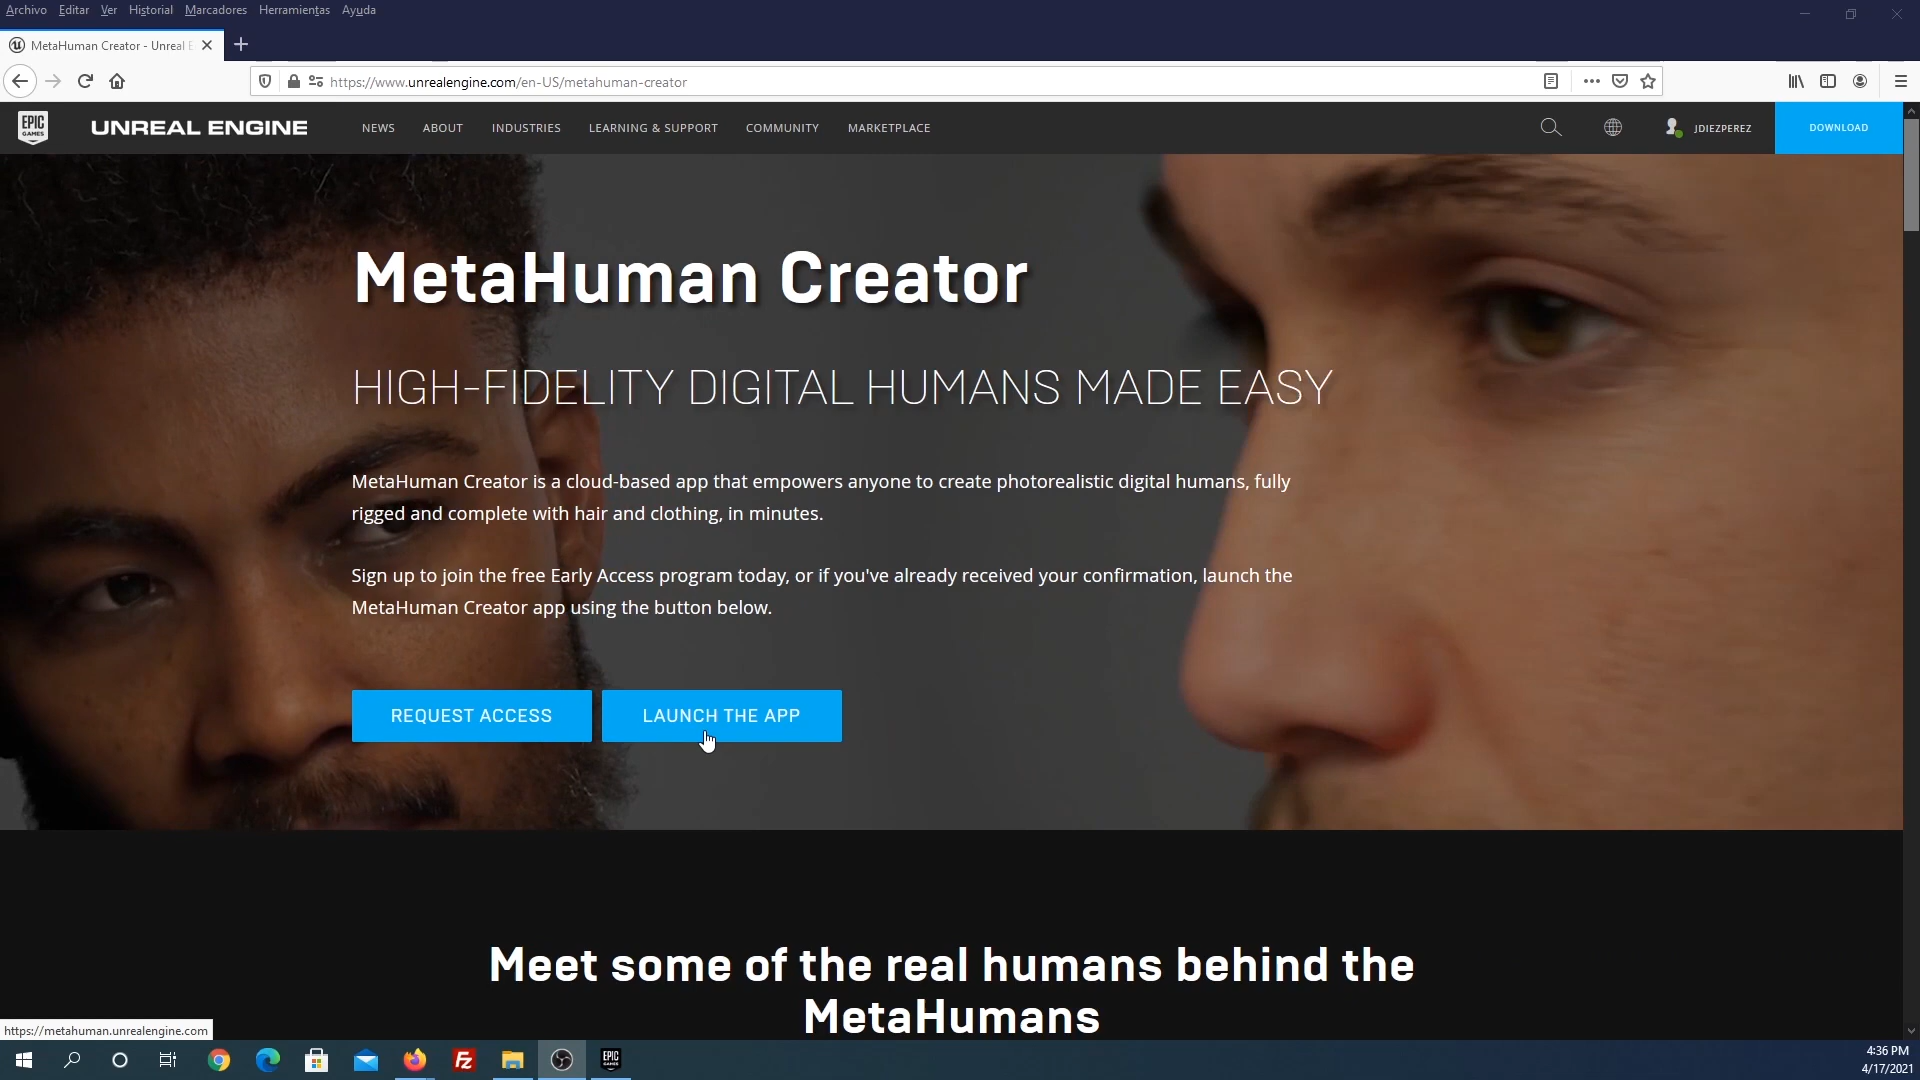 Archivo Editar Ver Historial Marcadores Herramientas Ayuda
MetaHuman Creator - Unreal E
https://www.unrealengine.com/en-US/metahuman-creator
EPIC GAMES UNREAL ENGINE NEWS ABOUT INDUSTRIES LEARNING & SUPPORT COMMUNITY MARKETPLACE JDIEZPEREZ DOWNLOAD
MetaHuman Creator
HIGH-FIDELITY DIGITAL HUMANS MADE EASY
MetaHuman Creator is a cloud-based app that empowers anyone to create photorealistic digital humans, fully
rigged and complete with hair and clothing, in minutes.
Sign up to join the free Early Access program today, or if you've already received your confirmation, launch the
MetaHuman Creator app using the button below.
REQUEST ACCESS LAUNCH THE APP
Meet some of the real humans behind the
MetaHumans
https://metahuman.unrealengine.com
Fz EPIC GAMES 4:36 PM
4/17/2021